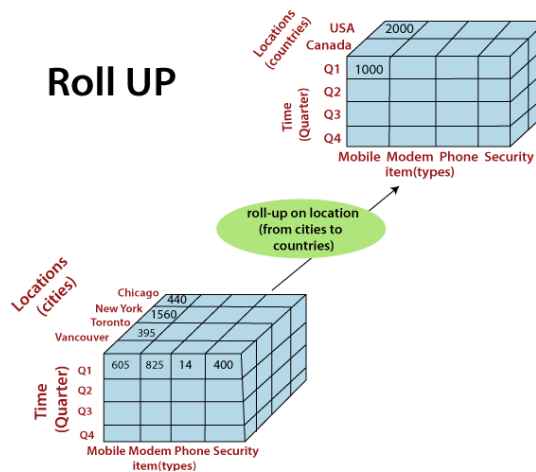 Roll UP
Locations
(countries)
USA
Canada
2000
Time
(Quarter)
Q1
1000
Q2
Q3
Q4
Mobile Modem Phone Security
item(types)
roll-up on location
(from cities to
countries)
Locations
(cities)
Chicago
440
New York
1560
Toronto
395
Vancouver
Time
(Quarter)
Q1
605 825 14 400
Q2
Q3
Q4
Mobile Modem Phone Security
item(types)